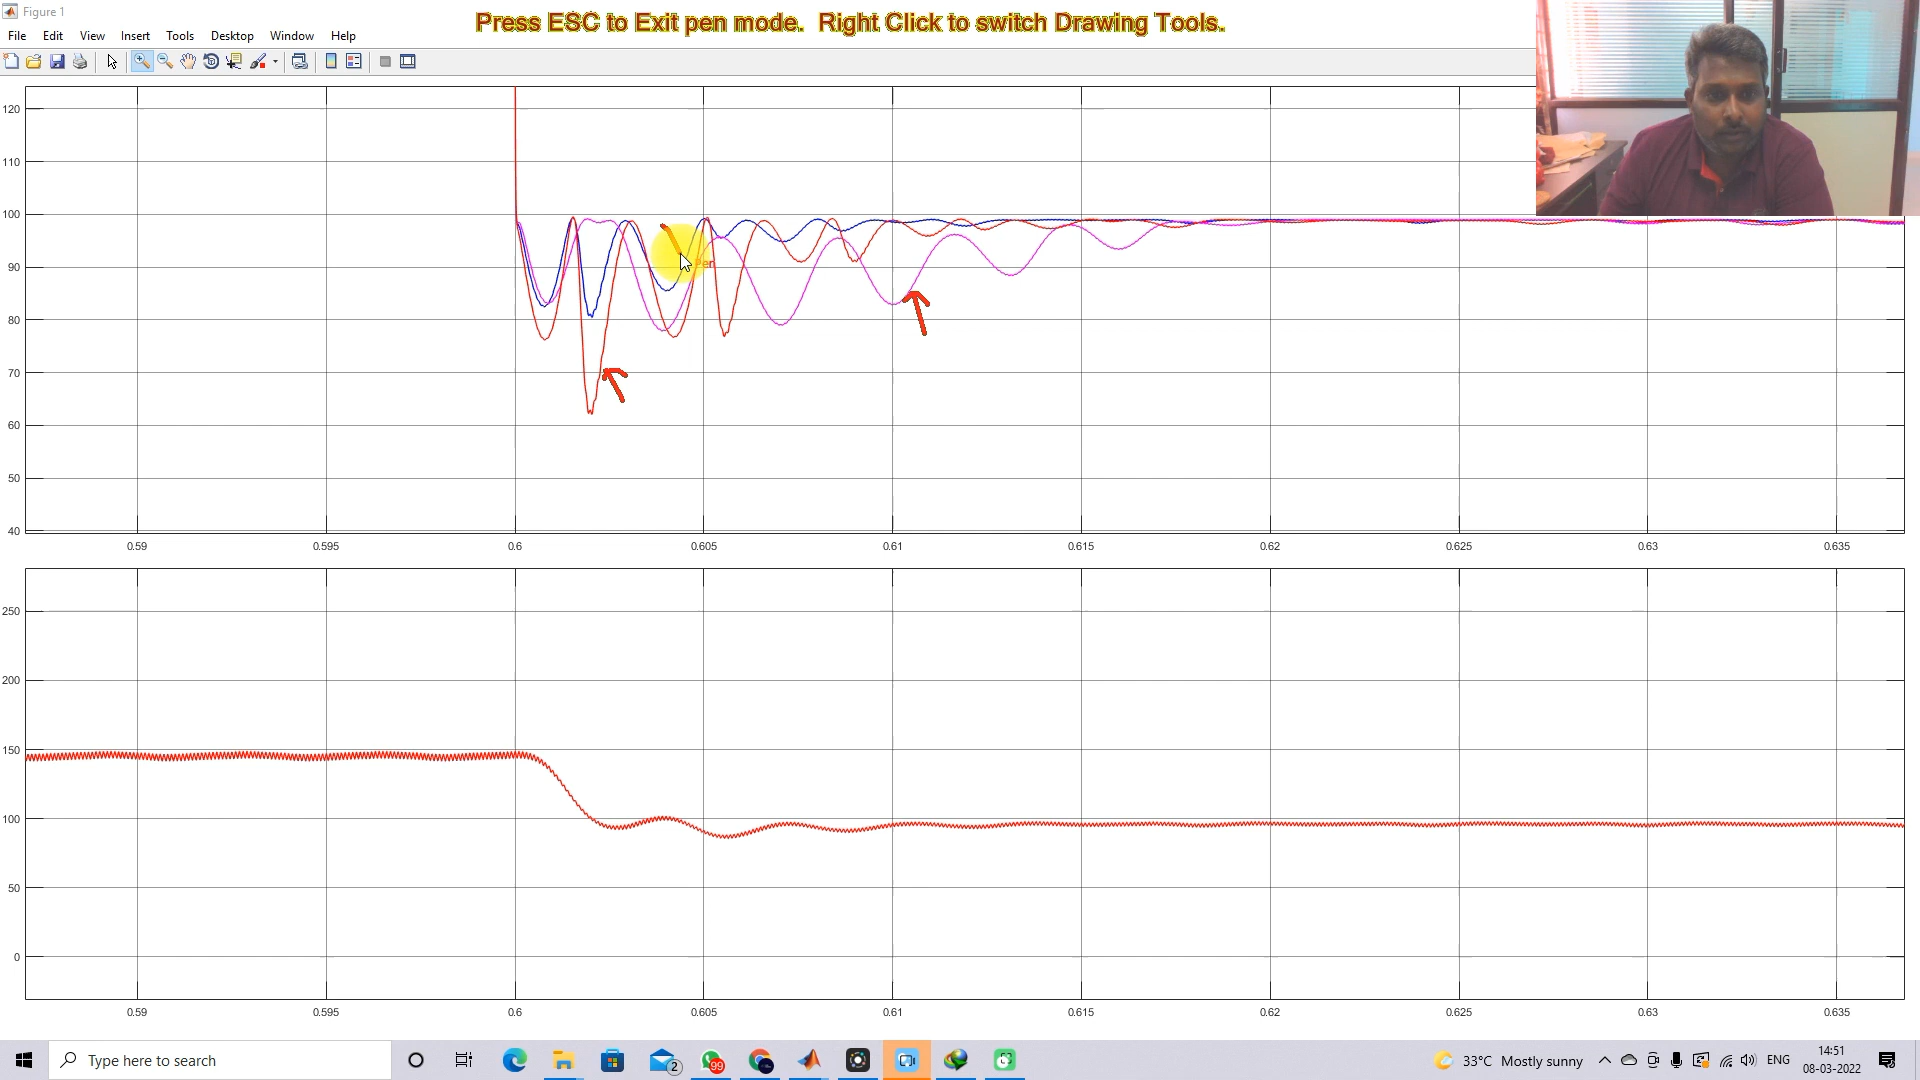 Figure 1
Press ESC to Exit pen mode. Right Click to switch Drawing Tools.
File Edit View Insert Tools Desktop Window Help
120
110
100
90
80
70
60
50
40
Pen
0.59 0.595 0.6 0.605 0.61 0.615 0.62 0.625 0.63 0.635
250
200
150
100
50
0
0.59 0.595 0.6 0.605 0.61 0.615 0.62 0.625 0.63 0.635
Type here to search
2
99
33°C Mostly sunny
ENG
14:51
08-03-2022